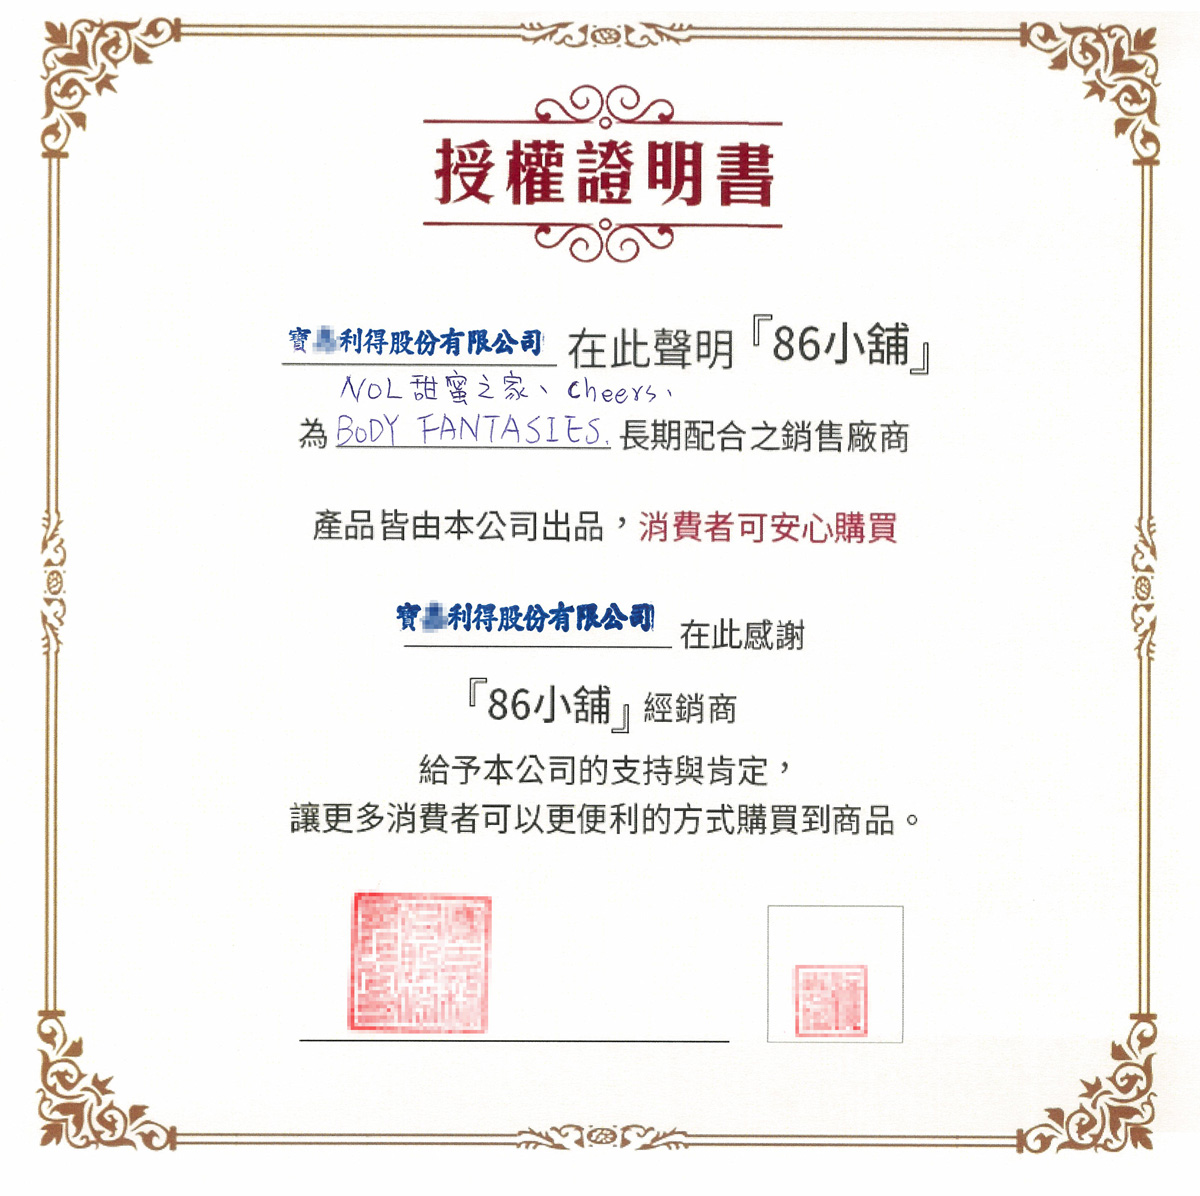 授權證明書
寶利得股份有限公司 在此聲明『86小舖』
NOL 甜蜜之家、Cheers、
為 BODY FANTASIES. 長期配合之銷售廠商
產品皆由本公司出品，消費者可安心購買
寶利得股份有限公司 在此感謝
『86小舖』經銷商
給予本公司的支持與肯定，
讓更多消費者可以更便利的方式購買到商品。